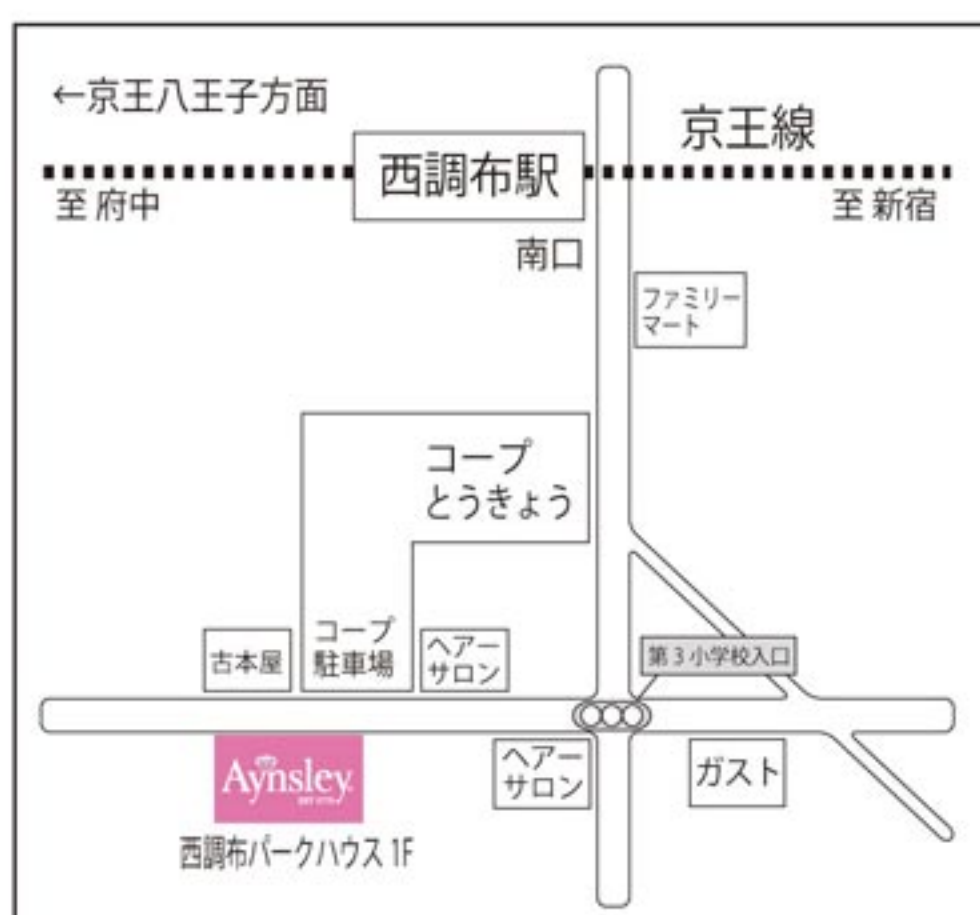 ←京王八王子方面
京王線
西調布駅
至 府中
至 新宿
南口
ファミリー
マート
コープ
とうきょう
古本屋
コープ
駐車場
ヘアー
サロン
第3小学校入口
Aynsley
西調布パークハウス 1F
ヘアー
サロン
ガスト